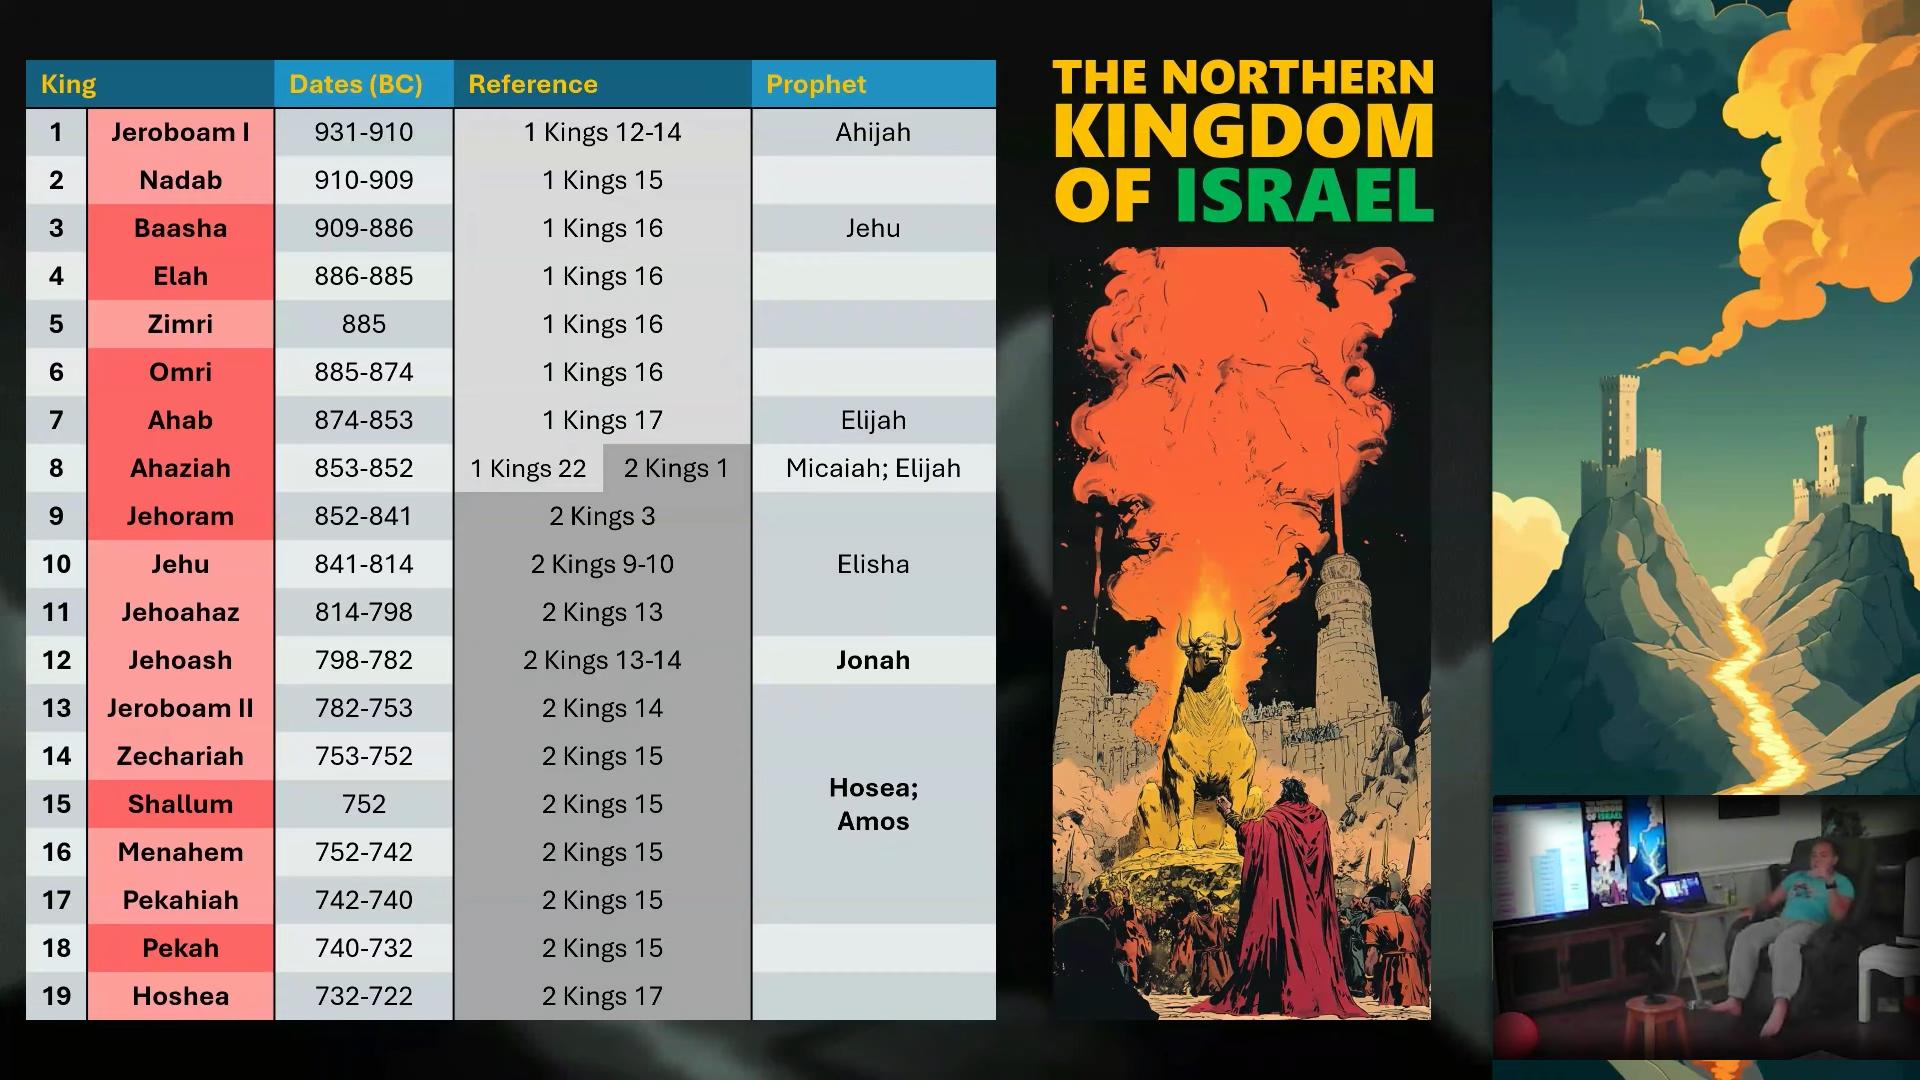 King Dates (BC) Reference Prophet
1 Jeroboam I 931-910 1 Kings 12-14 Ahijah
2 Nadab 910-909 1 Kings 15
3 Baasha 909-886 1 Kings 16 Jehu
4 Elah 886-885 1 Kings 16
5 Zimri 885 1 Kings 16
6 Omri 885-874 1 Kings 16
7 Ahab 874-853 1 Kings 17 Elijah
8 Ahaziah 853-852 1 Kings 22 2 Kings 1 Micaiah; Elijah
9 Jehoram 852-841 2 Kings 3
10 Jehu 841-814 2 Kings 9-10 Elisha
11 Jehoahaz 814-798 2 Kings 13
12 Jehoash 798-782 2 Kings 13-14 Jonah
13 Jeroboam II 782-753 2 Kings 14
14 Zechariah 753-752 2 Kings 15
15 Shallum 752 2 Kings 15
Hosea;
Amos
16 Menahem 752-742 2 Kings 15
17 Pekahiah 742-740 2 Kings 15
18 Pekah 740-732 2 Kings 15
19 Hoshea 732-722 2 Kings 17
THE NORTHERN
KINGDOM
OF ISRAEL
OF ISRAEL